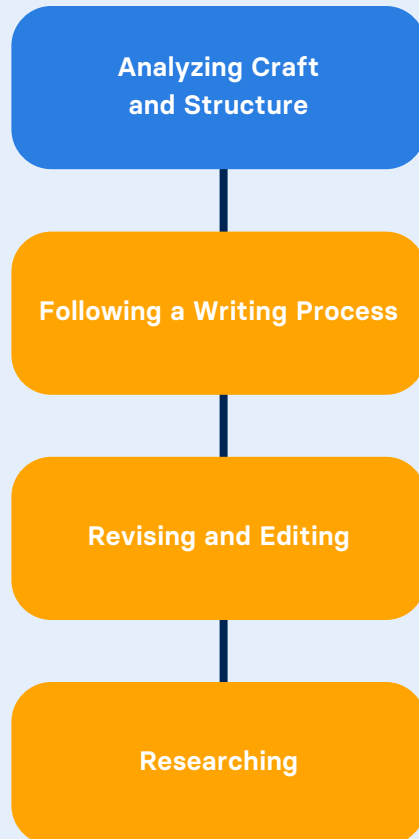 Analyzing Craft
and Structure
Following a Writing Process
Revising and Editing
Researching